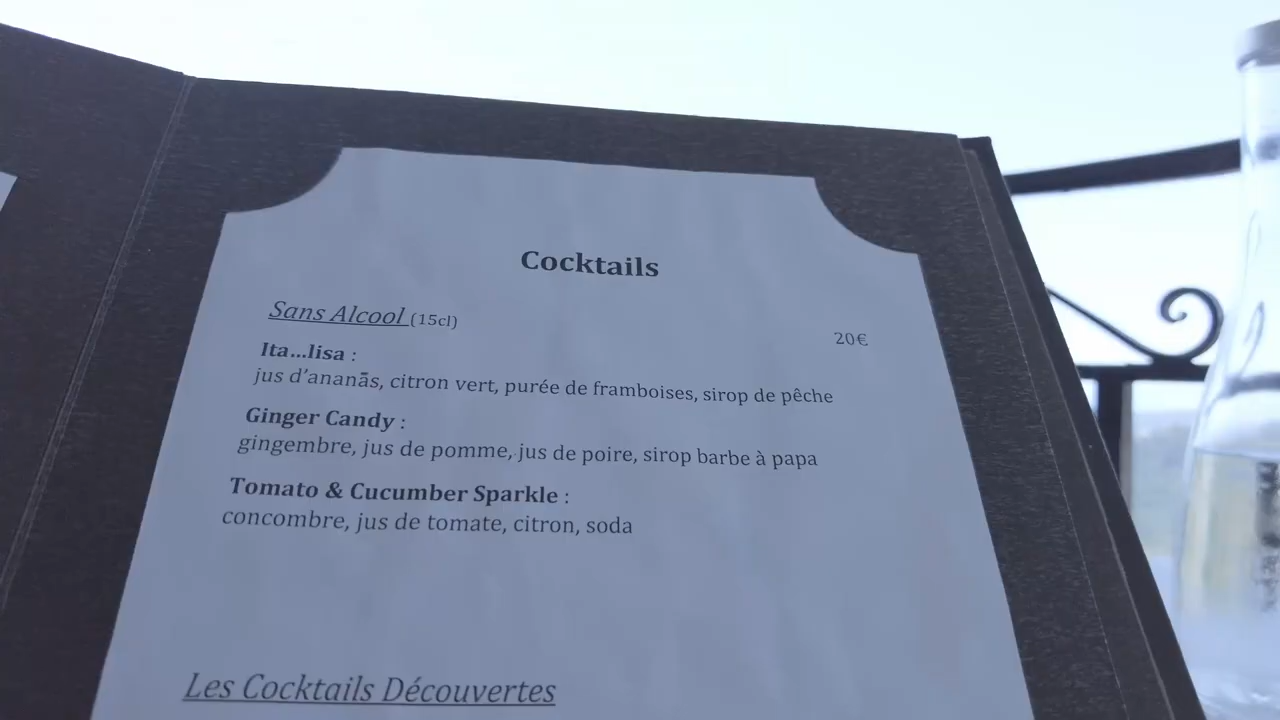 Cocktails
Sans Alcool (15cl)
20€
Ita...lisa :
jus d'ananās, citron vert, purée de framboises, sirop de pêche
Ginger Candy :
gingembre, jus de pomme, jus de poire, sirop barbe à papa
Tomato & Cucumber Sparkle :
concombre, jus de tomate, citron, soda
Les Cocktails Découvertes